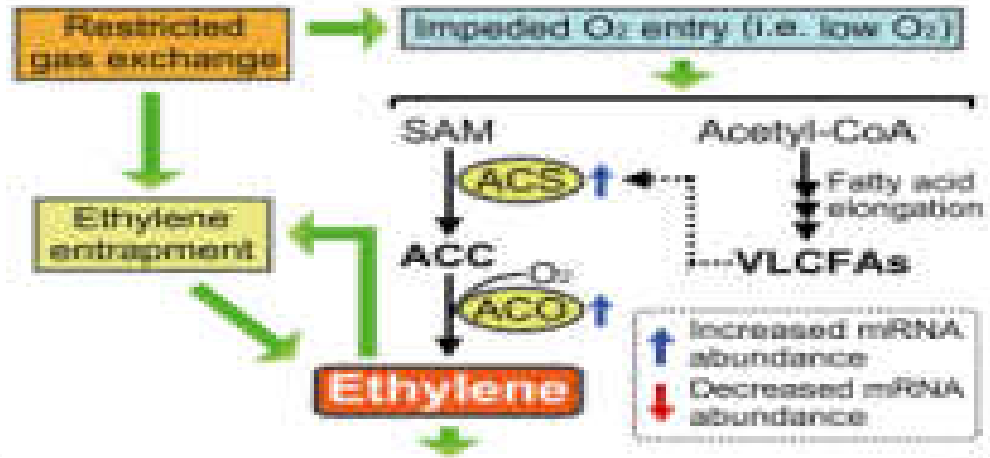 Restricted
gas exchange
Impeded O₂ entry (i.e. low O₂)
SAM
Acetyl-CoA
ACS
Fatty acid
elongation
Ethylene
entrapment
ACC
VLCFAs
O₂
ACO
Increased mRNA
abundance
Decreased mRNA
abundance
Ethylene